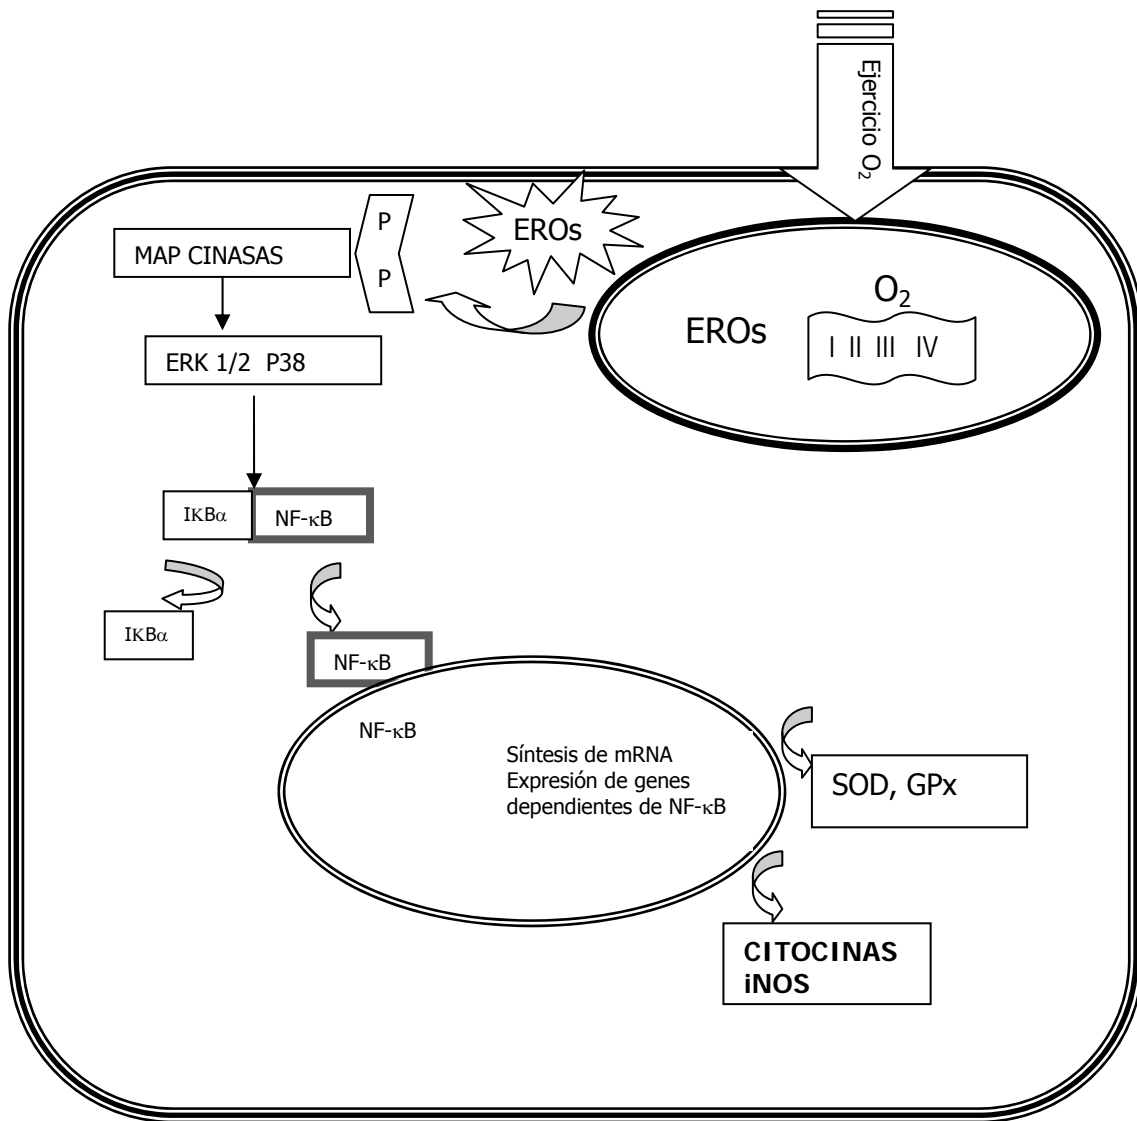 Ejercicio O₂
P
P
EROs
MAP CINASAS
O₂
EROs
I II III IV
ERK 1/2 P38
IKBα
NF-κB
IKBα
NF-κB
NF-κB
Síntesis de mRNA
Expresión de genes
dependientes de NF-κB
SOD, GPx
CITOCINAS
iNOS